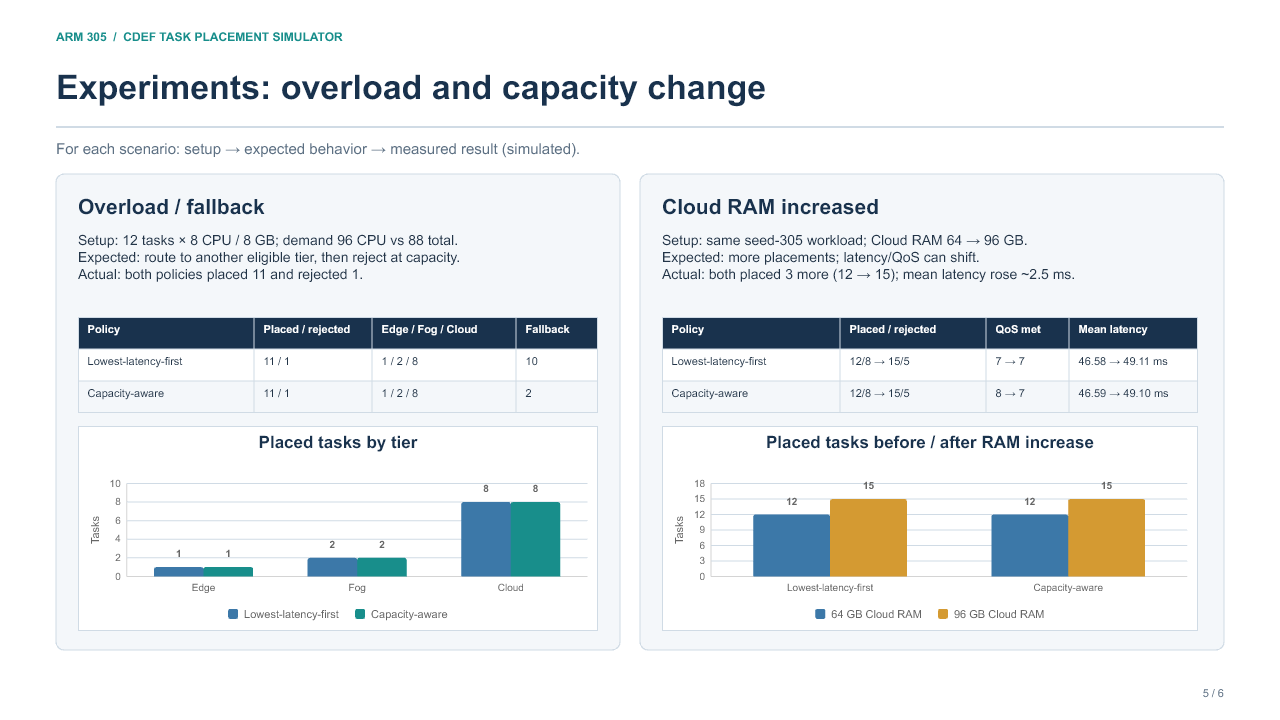 ARM 305 / CDEF TASK PLACEMENT SIMULATOR
Experiments: overload and capacity change
For each scenario: setup → expected behavior → measured result (simulated).
Overload / fallback
Setup: 12 tasks × 8 CPU / 8 GB; demand 96 CPU vs 88 total.
Expected: route to another eligible tier, then reject at capacity.
Actual: both policies placed 11 and rejected 1.
Policy Placed / rejected Edge / Fog / Cloud Fallback
Lowest-latency-first 11 / 1 1 / 2 / 8 10
Capacity-aware 11 / 1 1 / 2 / 8 2
Placed tasks by tier
Tasks
10
8
6
4
2
0
1 1 2 2 8 8
Edge Fog Cloud
Lowest-latency-first Capacity-aware
Cloud RAM increased
Setup: same seed-305 workload; Cloud RAM 64 → 96 GB.
Expected: more placements; latency/QoS can shift.
Actual: both placed 3 more (12 → 15); mean latency rose ~2.5 ms.
Policy Placed / rejected QoS met Mean latency
Lowest-latency-first 12/8 → 15/5 7 → 7 46.58 → 49.11 ms
Capacity-aware 12/8 → 15/5 8 → 7 46.59 → 49.10 ms
Placed tasks before / after RAM increase
Tasks
18
15
12
9
6
3
0
12 15 12 15
Lowest-latency-first Capacity-aware
64 GB Cloud RAM 96 GB Cloud RAM
5 / 6